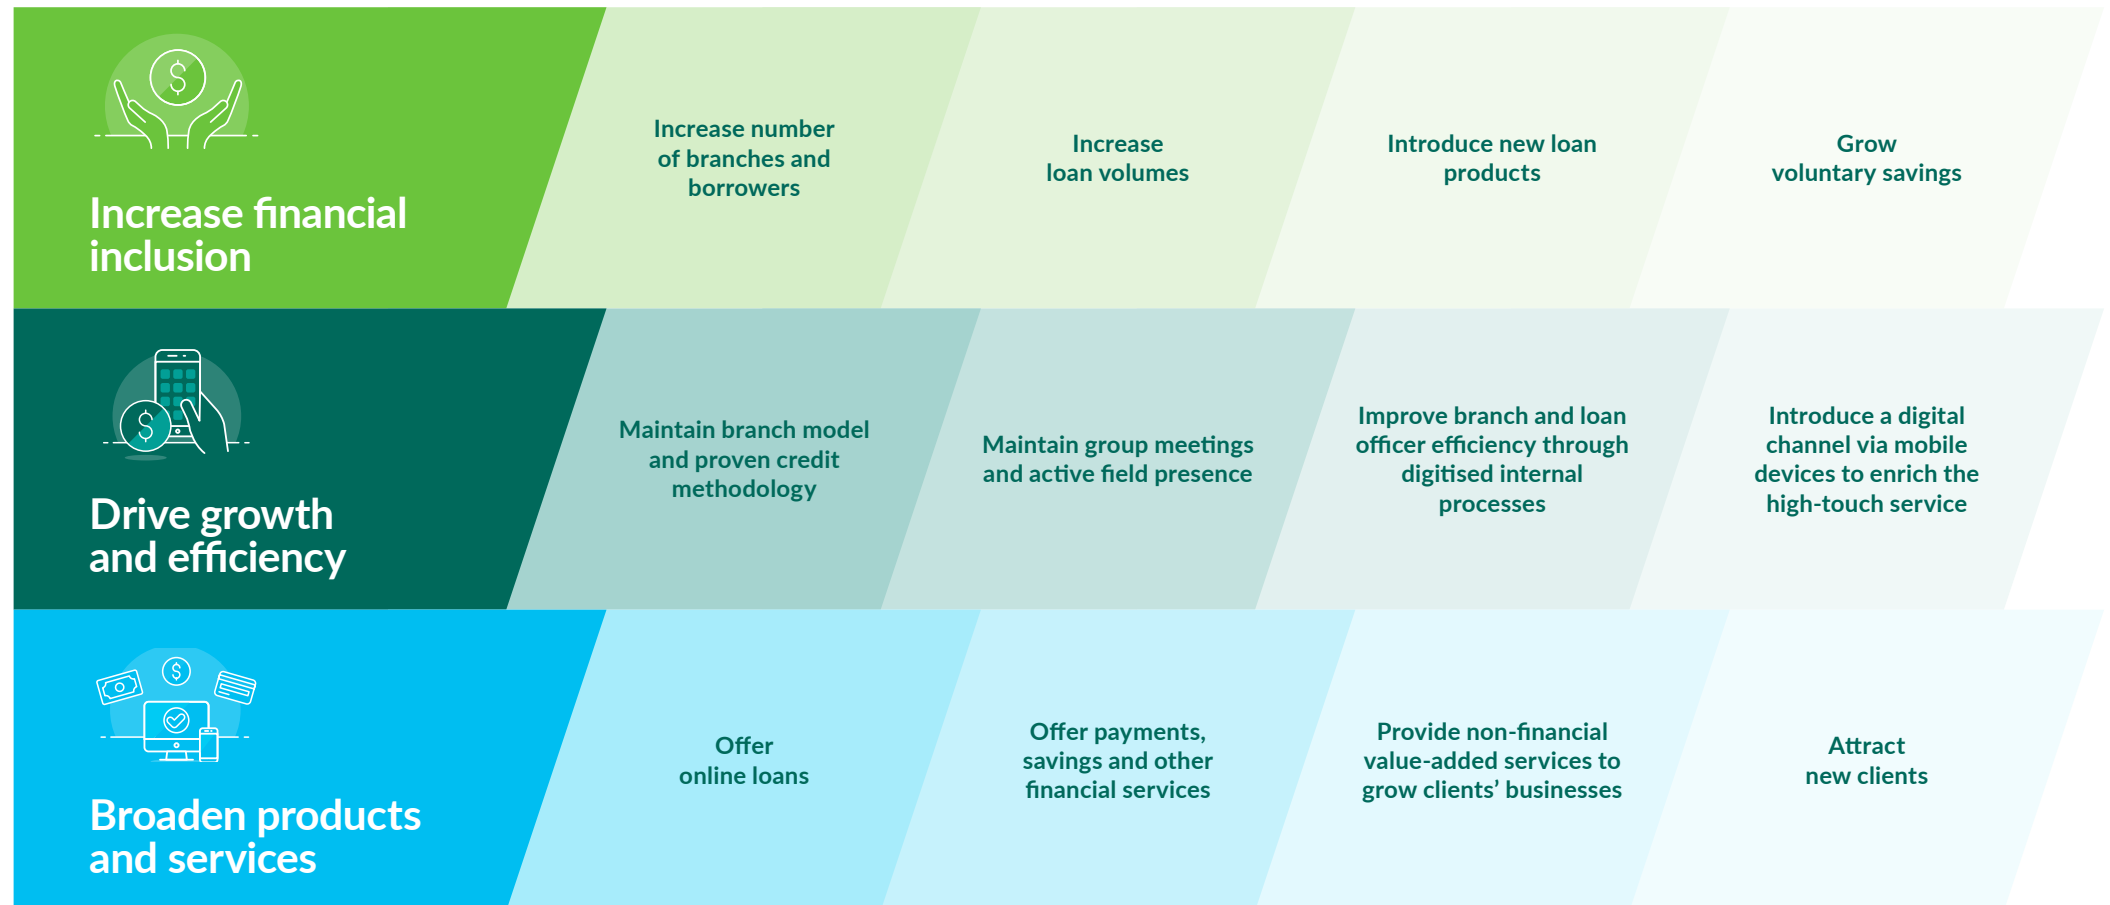 Increase financial
inclusion
Increase number
of branches and
borrowers
Increase
loan volumes
Introduce new loan
products
Grow
voluntary savings
Drive growth
and efficiency
Maintain branch model
and proven credit
methodology
Maintain group meetings
and active field presence
Improve branch and loan
officer efficiency through
digitised internal
processes
Introduce a digital
channel via mobile
devices to enrich the
high-touch service
Broaden products
and services
Offer
online loans
Offer payments,
savings and other
financial services
Provide non-financial
value-added services to
grow clients’ businesses
Attract
new clients